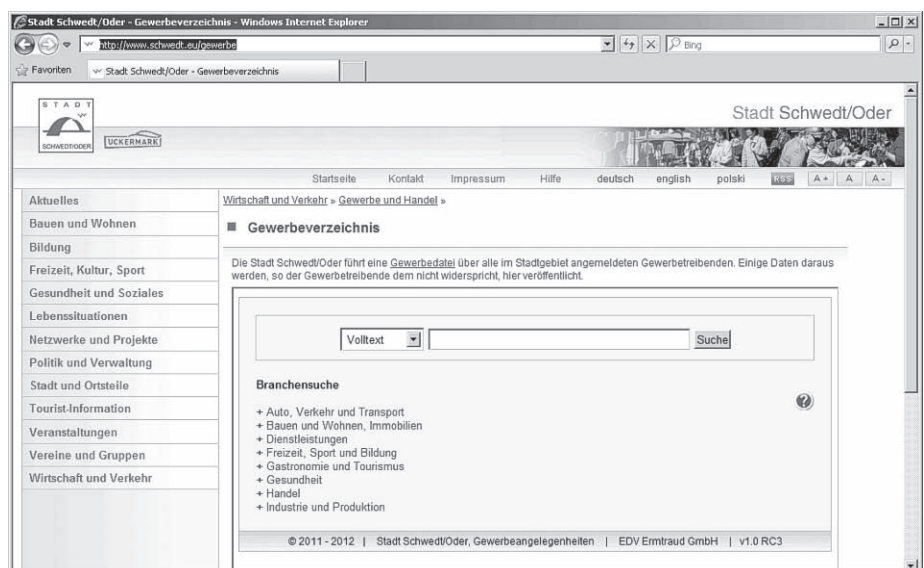 Stadt Schwedt/Oder - Gewerbeverzeichnis - Windows Internet Explorer
http://www.schwedt.eu/gewerbe
Bing
Favoriten
Stadt Schwedt/Oder - Gewerbeverzeichnis
STADT
SCHWEDT/ODER
UCKERMARK
Stadt Schwedt/Oder
Startseite Kontakt Impressum Hilfe deutsch english polski RSS A+ A A-
Aktuelles
Bauen und Wohnen
Bildung
Freizeit, Kultur, Sport
Gesundheit und Soziales
Lebenssituationen
Netzwerke und Projekte
Politik und Verwaltung
Stadt und Ortsteile
Tourist-Information
Veranstaltungen
Vereine und Gruppen
Wirtschaft und Verkehr
Wirtschaft und Verkehr » Gewerbe und Handel »
Gewerbeverzeichnis
Die Stadt Schwedt/Oder führt eine Gewerbedatei über alle im Stadtgebiet angemeldeten Gewerbetreibenden. Einige Daten daraus
werden, so der Gewerbetreibende dem nicht widerspricht, hier veröffentlicht.
Volltext Suche
Branchensuche
?
+ Auto, Verkehr und Transport
+ Bauen und Wohnen, Immobilien
+ Dienstleistungen
+ Freizeit, Sport und Bildung
+ Gastronomie und Tourismus
+ Gesundheit
+ Handel
+ Industrie und Produktion
© 2011 - 2012 | Stadt Schwedt/Oder, Gewerbeangelegenheiten | EDV Ermtraud GmbH | v1.0 RC3